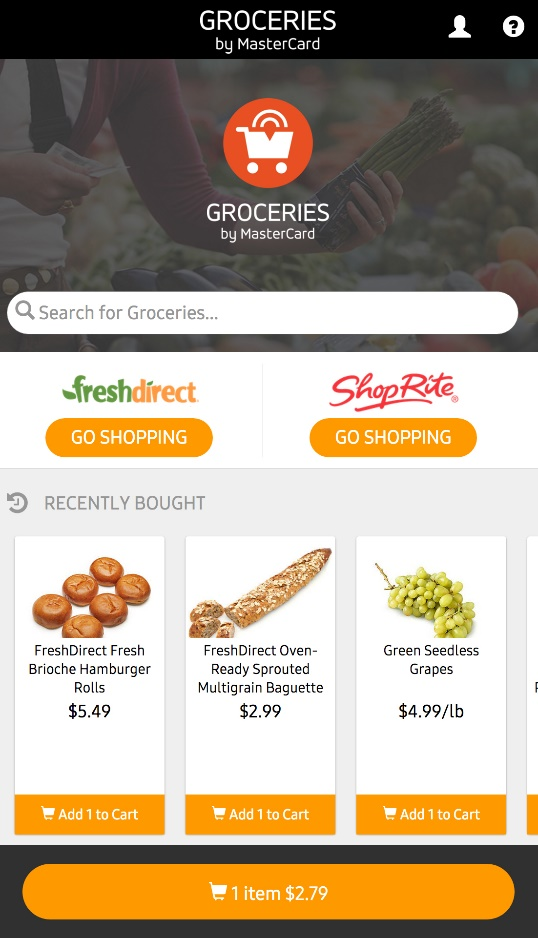 GROCERIES
by MasterCard
GROCERIES
by MasterCard
Search for Groceries...
freshdirect.
ShopRite®
GO SHOPPING
GO SHOPPING
RECENTLY BOUGHT
FreshDirect Fresh
Brioche Hamburger
Rolls
$5.49
Add 1 to Cart
FreshDirect Oven-
Ready Sprouted
Multigrain Baguette
$2.99
Add 1 to Cart
Green Seedless
Grapes
$4.99/lb
Add 1 to Cart
1 item $2.79